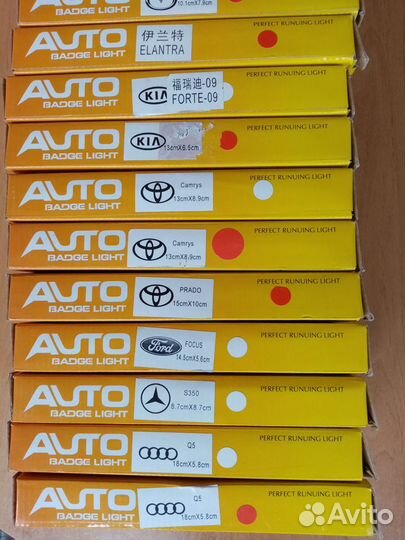 10.1cmX7.9cm
BADGE LIGHT
AUTO
BADGE LIGHT
伊兰特
ELANTRA
PERFECT RUNUING LIGHT
AUTO
BADGE LIGHT
KIA
福瑞迪-09
FORTE-09
PERFECT RUNUING LIGHT
AUTO
BADGE LIGHT
KIA
13cmX6.5cm
PERFECT RUNUING LIGHT
AUTO
BADGE LIGHT
Camrys
13cmX8.9cm
PERFECT RUNUING LIGHT
AUTO
BADGE LIGHT
Camrys
13cmX8.9cm
PERFECT RUNUING LIGHT
AUTO
BADGE LIGHT
PRADO
15cmX10cm
PERFECT RUNUING LIGHT
AUTO
BADGE LIGHT
Ford
FOCUS
14.5cmX5.6cm
PERFECT RUNUING LIGHT
AUTO
BADGE LIGHT
S350
8.7cmX8.7cm
PERFECT RUNUING LIGHT
AUTO
BADGE LIGHT
Q5
18cmX5.8cm
PERFECT RUNUING LIGHT
AUTO
BADGE LIGHT
Q5
18cmX5.8cm
PERFECT RUNUING LIGHT
Avito